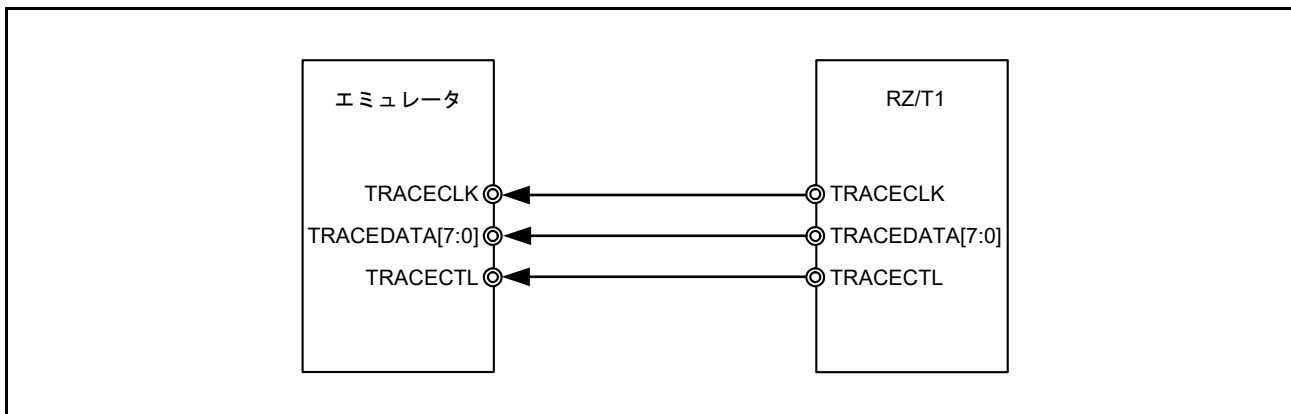 エミュレータ
RZ/T1
TRACECLK
TRACECLK
TRACEDATA[7:0]
TRACEDATA[7:0]
TRACECTL
TRACECTL